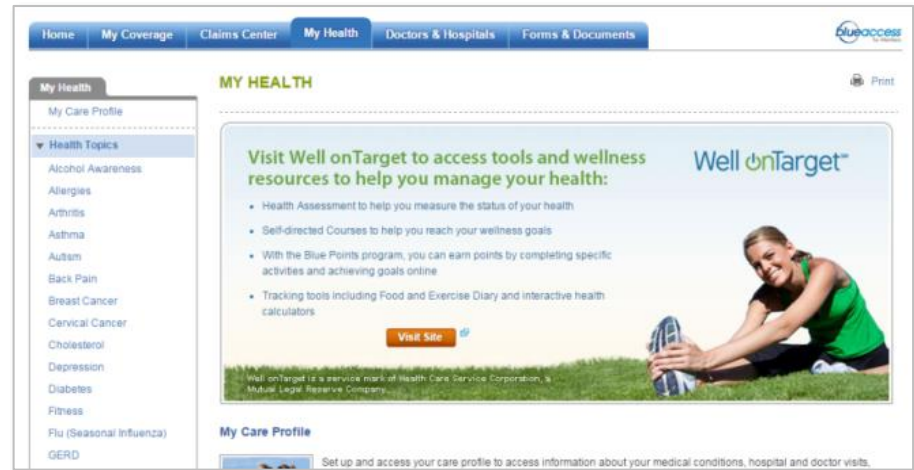 Home My Coverage Claims Center My Health Doctors & Hospitals Forms & Documents
blueaccess
My Health
My Care Profile
Health Topics
Alcohol Awareness
Allergies
Arthritis
Asthma
Autism
Back Pain
Breast Cancer
Cervical Cancer
Cholesterol
Depression
Diabetes
Fitness
Flu (Seasonal Influenza)
GERD
MY HEALTH
Print
Visit Well onTarget to access tools and wellness
resources to help you manage your health:
Well onTarget℠
• Health Assessment to help you measure the status of your health
• Self-directed Courses to help you reach your wellness goals
• With the Blue Points program, you can earn points by completing specific
activities and achieving goals online
• Tracking tools including Food and Exercise Diary and interactive health
calculators
Visit Site
Well onTarget is a service mark of Health Care Service Corporation, a
Mutual Legal Reserve Company.
My Care Profile
Set up and access your care profile to access information about your medical conditions, hospital and doctor visits,